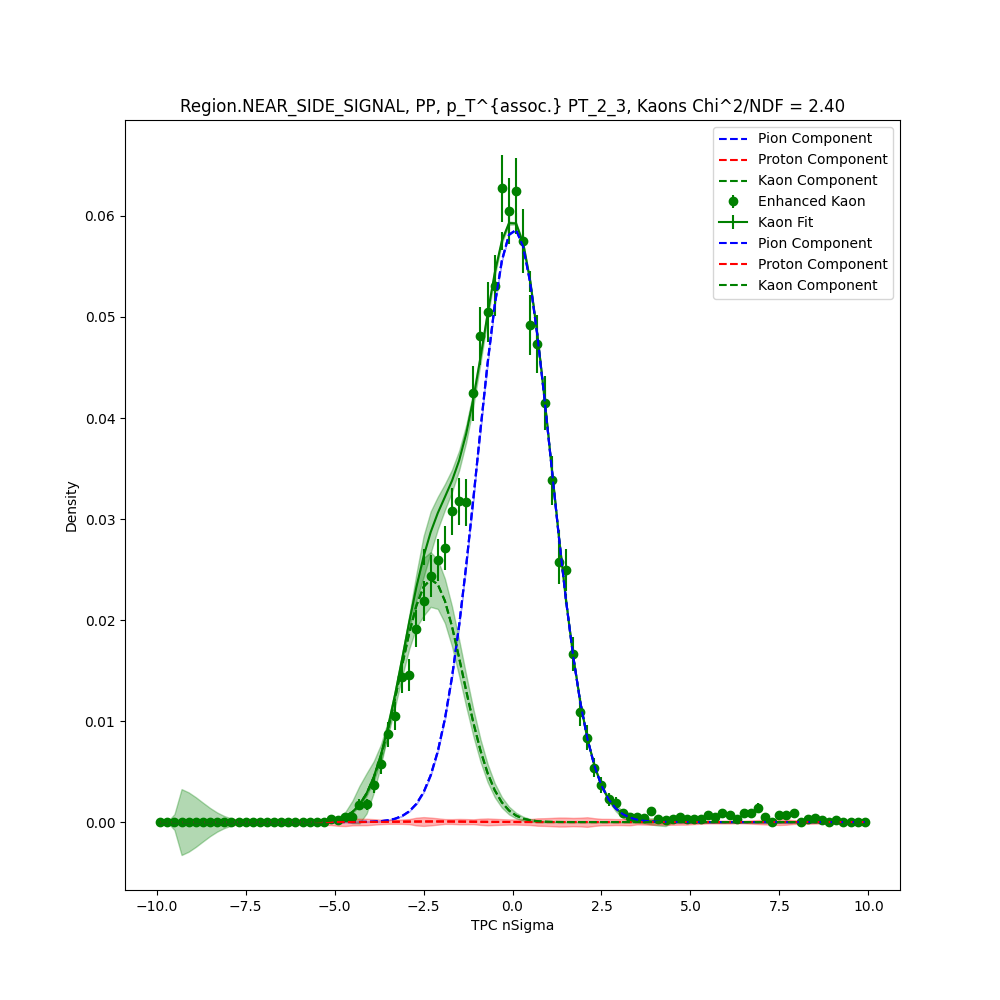 Region.NEAR_SIDE_SIGNAL, PP, p_T^{assoc.} PT_2_3, Kaons Chi^2/NDF = 2.40
Pion Component
Proton Component
Kaon Component
Enhanced Kaon
Kaon Fit
Pion Component
Proton Component
Kaon Component
0.06
0.05
0.04
0.03
0.02
0.01
0.00
Density
−10.0 −7.5 −5.0 −2.5 0.0 2.5 5.0 7.5 10.0
TPC nSigma